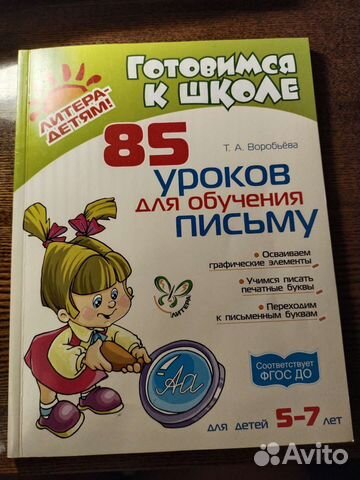 ГОТОВИМСЯ
К ШКОЛЕ
ЛИТЕРА-
ДЕТЯМ!
Т. А. Воробьёва
85
уроков
для обучения
письму
• Осваиваем
графические элементы
• Учимся писать
печатные буквы
• Переходим
к письменным буквам
ЛИТЕРА
Аа
Соответствует
ФГОС ДО
для детей 5-7 лет
Avito